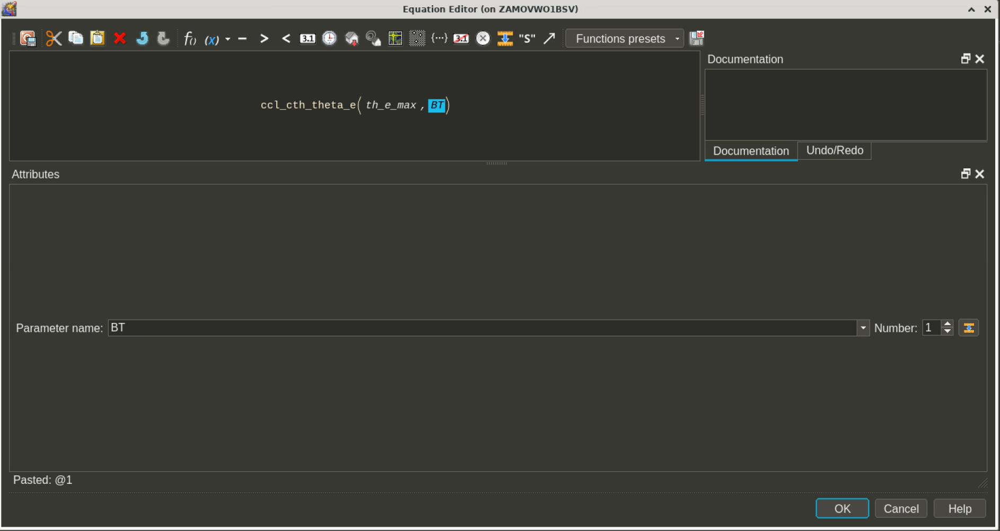 Equation Editor (on ZAMOVWO1BSV)
f() (x) − > < 3.1 {···} 3.1 "S" Functions presets
Documentation
ccl_cth_theta_e( th_e_max , BT)
Documentation Undo/Redo
Attributes
Parameter name: BT Number: 1
Pasted: @1
OK Cancel Help